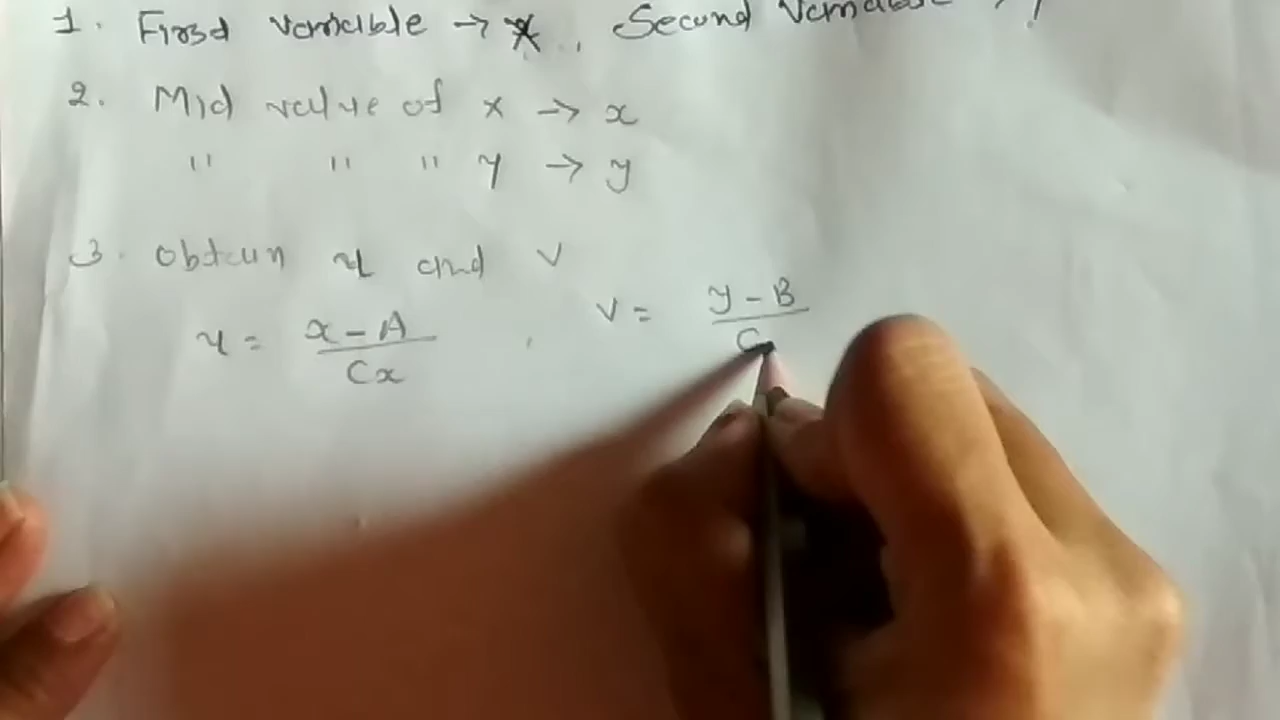 1. First variable → X, Second Variable →
2. Mid value of X → x
" " " Y → y
3. obtain u and v
u = x - A / Cx , v = y - B / C